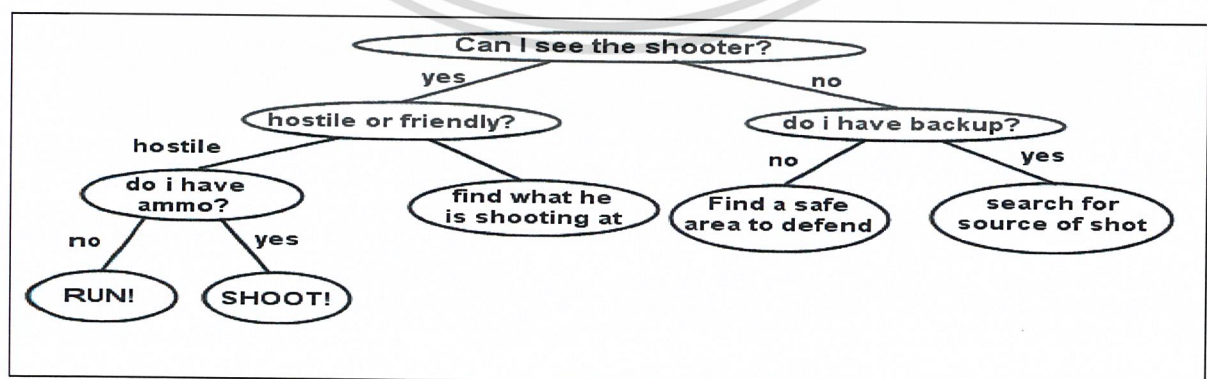 Can I see the shooter?
yes
no
hostile or friendly?
do i have backup?
hostile
no
yes
do i have
ammo?
find what he
is shooting at
Find a safe
area to defend
search for
source of shot
no
yes
RUN!
SHOOT!